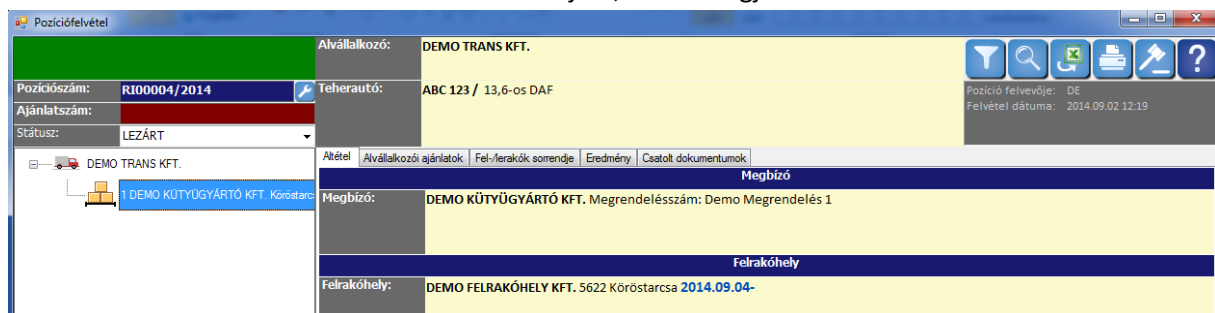 Pozíciófelvétel
Alvállalkozó: DEMO TRANS KFT.
Pozíciószám: RI00004/2014
Teherautó: ABC 123 / 13,6-os DAF
Pozíció felvevője: DE
Felvétel dátuma: 2014.09.02 12:19
Ajánlatszám:
Státusz: LEZÁRT
DEMO TRANS KFT.
1 DEMO KÜTYÜGYÁRTÓ KFT. Köröstarc
Altétel Alvállalkozói ajánlatok Fel-/lerakók sorrendje Eredmény Csatolt dokumentumok
Megbízó
Megbízó: DEMO KÜTYÜGYÁRTÓ KFT. Megrendelésszám: Demo Megrendelés 1
Felrakóhely
Felrakóhely: DEMO FELRAKÓHELY KFT. 5622 Köröstarcsa 2014.09.04-